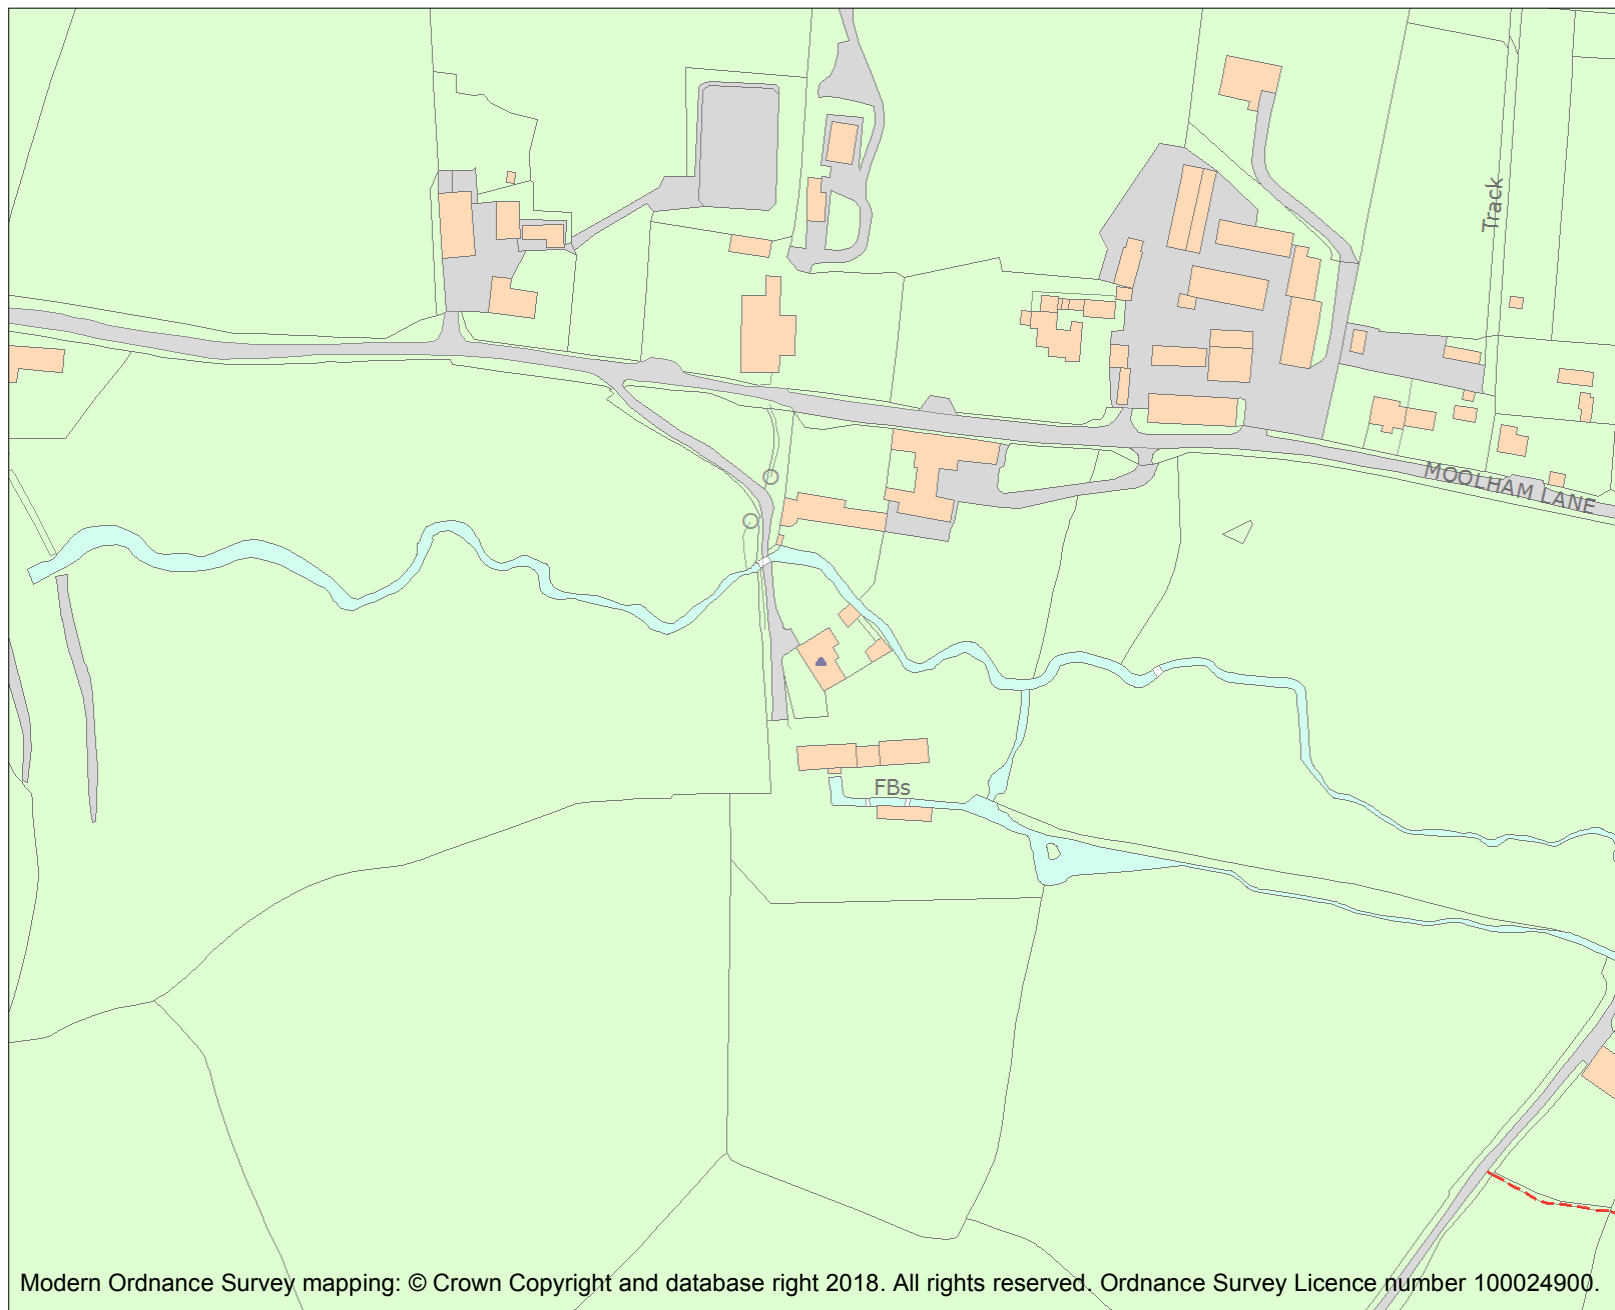 Track
MOOLHAM LANE
FBs
Modern Ordnance Survey mapping: © Crown Copyright and database right 2018. All rights reserved. Ordnance Survey Licence number 100024900.